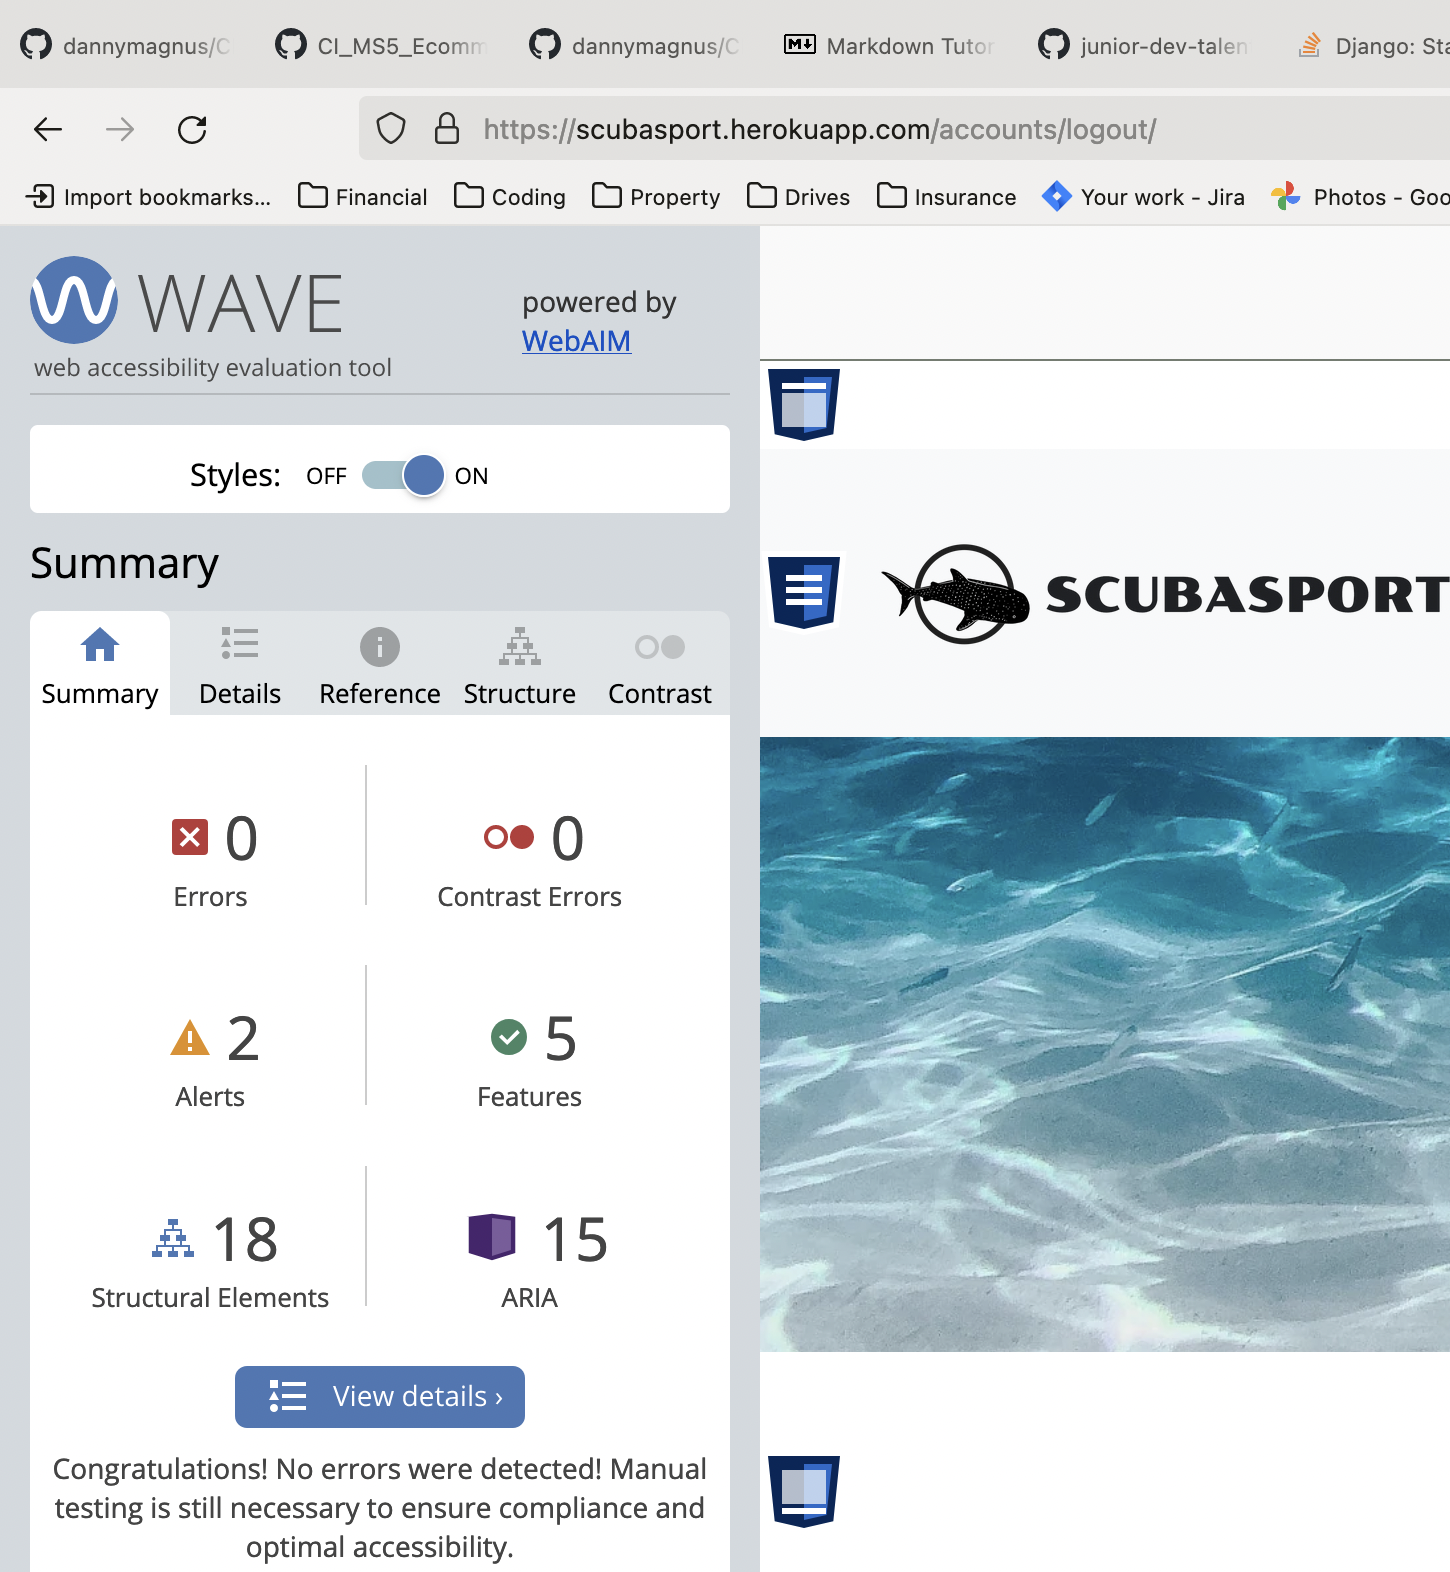 dannymagnus/C
CI_MS5_Ecomm
dannymagnus/C
Markdown Tutor
junior-dev-talen
Django: Sta
https://scubasport.herokuapp.com/accounts/logout/
Import bookmarks...
Financial
Coding
Property
Drives
Insurance
Your work - Jira
Photos - Goo
WAVE
powered by
WebAIM
web accessibility evaluation tool
Styles: OFF ON
Summary
Summary
Details
Reference
Structure
Contrast
0
Errors
0
Contrast Errors
2
Alerts
5
Features
18
Structural Elements
15
ARIA
View details ›
Congratulations! No errors were detected! Manual
testing is still necessary to ensure compliance and
optimal accessibility.
SCUBASPORT